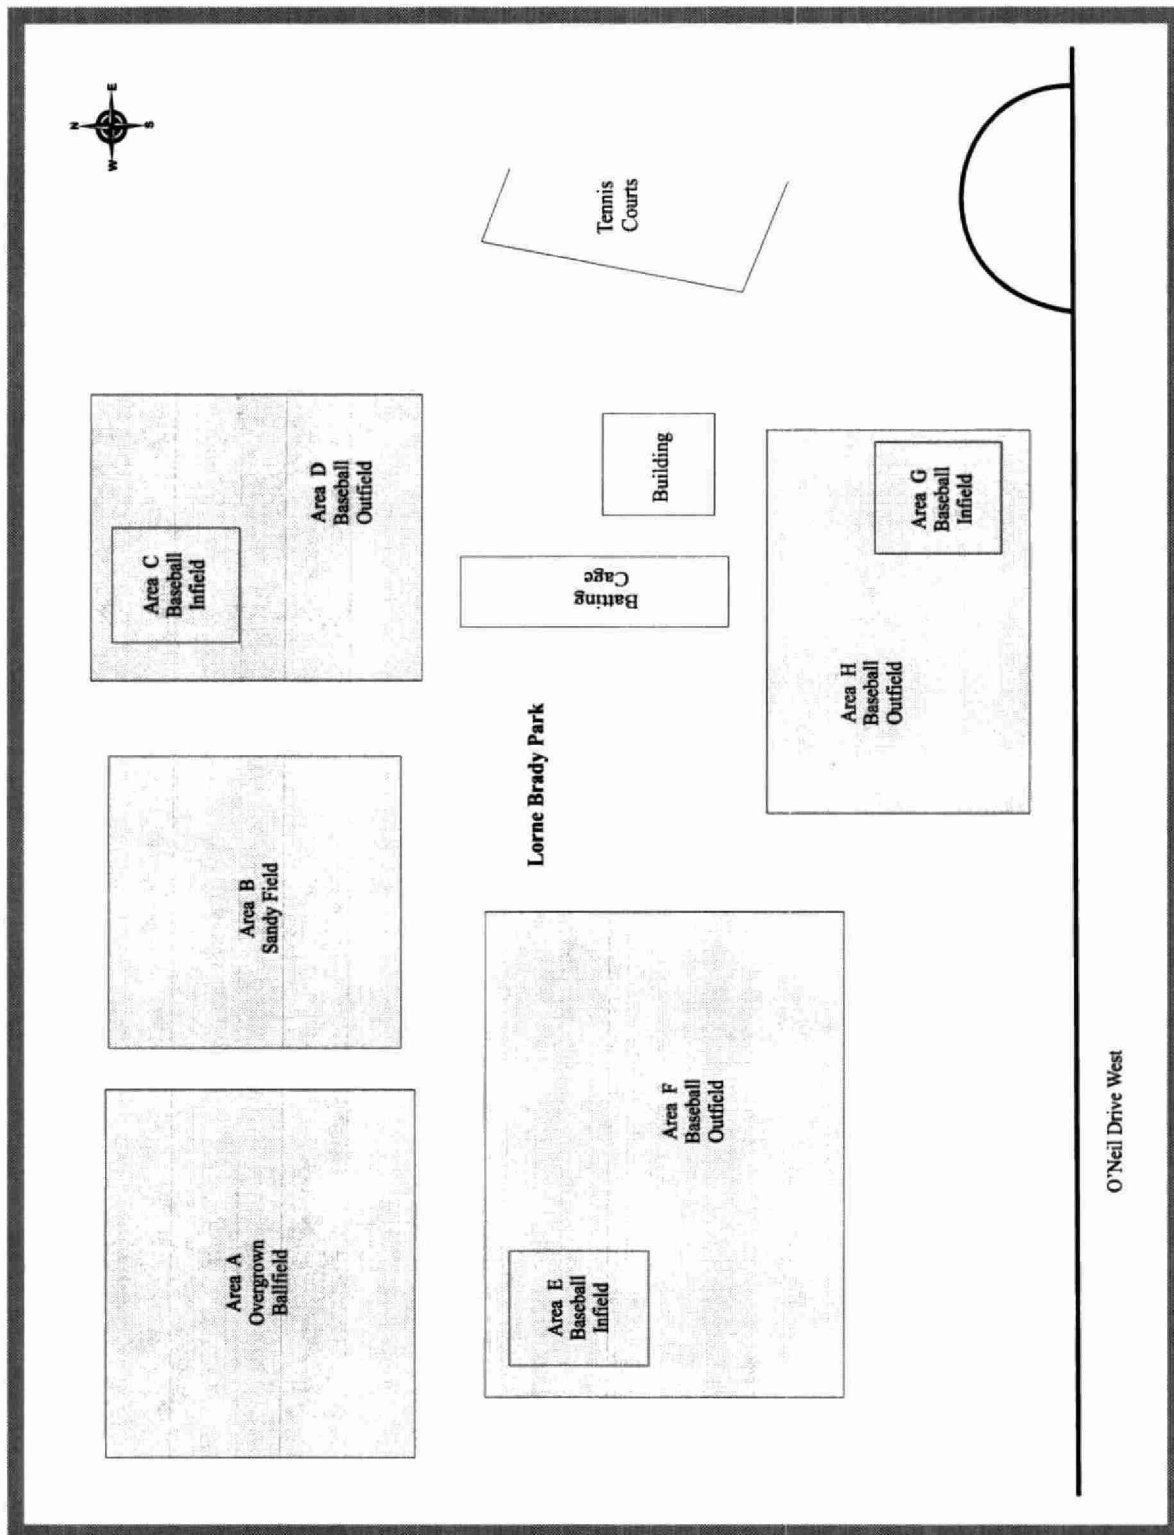 N
W
E
S
Area A
Overgrown
Ballfield
Area B
Sandy Field
Area C
Baseball
Infield
Area D
Baseball
Outfield
Lorne Brady Park
Batting
Cage
Building
Tennis
Courts
Area E
Baseball
Infield
Area F
Baseball
Outfield
Area H
Baseball
Outfield
Area G
Baseball
Infield
O'Neil Drive West